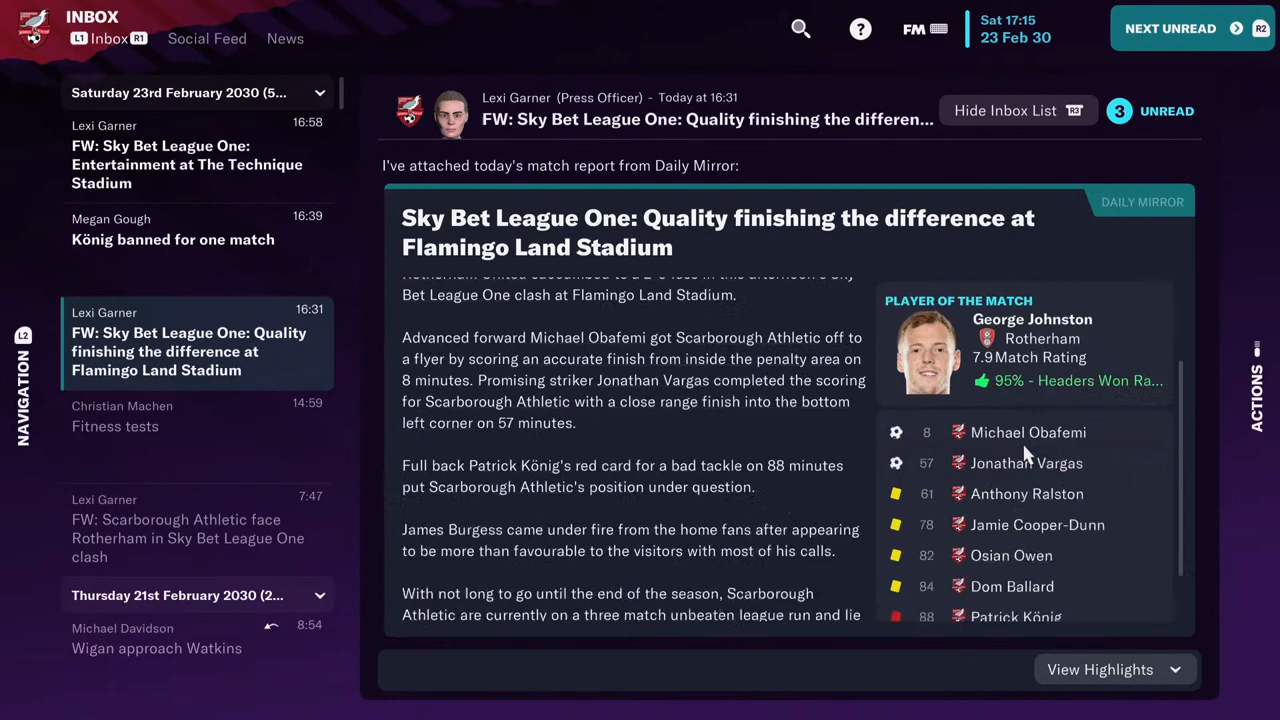 INBOX
L1 Inbox R1 Social Feed News
?
FM
Sat 17:15
23 Feb 30
NEXT UNREAD R2
L2
NAVIGATION
Saturday 23rd February 2030 (5...
Lexi Garner 16:58
FW: Sky Bet League One:
Entertainment at The Technique
Stadium
Megan Gough 16:39
König banned for one match
Lexi Garner 16:31
FW: Sky Bet League One: Quality
finishing the difference at
Flamingo Land Stadium
Christian Machen 14:59
Fitness tests
Lexi Garner 7:47
FW: Scarborough Athletic face
Rotherham in Sky Bet League One
clash
Thursday 21st February 2030 (2...
Michael Davidson 8:54
Wigan approach Watkins
Lexi Garner (Press Officer) - Today at 16:31
FW: Sky Bet League One: Quality finishing the differen...
Hide Inbox List R3
3 UNREAD
I've attached today's match report from Daily Mirror:
DAILY MIRROR
Sky Bet League One: Quality finishing the difference at
Flamingo Land Stadium
Bet League One clash at Flamingo Land Stadium.
Advanced forward Michael Obafemi got Scarborough Athletic off to
a flyer by scoring an accurate finish from inside the penalty area on
8 minutes. Promising striker Jonathan Vargas completed the scoring
for Scarborough Athletic with a close range finish into the bottom
left corner on 57 minutes.
Full back Patrick König's red card for a bad tackle on 88 minutes
put Scarborough Athletic's position under question.
James Burgess came under fire from the home fans after appearing
to be more than favourable to the visitors with most of his calls.
With not long to go until the end of the season, Scarborough
Athletic are currently on a three match unbeaten league run and lie
PLAYER OF THE MATCH
George Johnston
Rotherham
7.9 Match Rating
95% - Headers Won Ra...
8 Michael Obafemi
57 Jonathan Vargas
61 Anthony Ralston
78 Jamie Cooper-Dunn
82 Osian Owen
84 Dom Ballard
88 Patrick König
View Highlights
ACTIONS